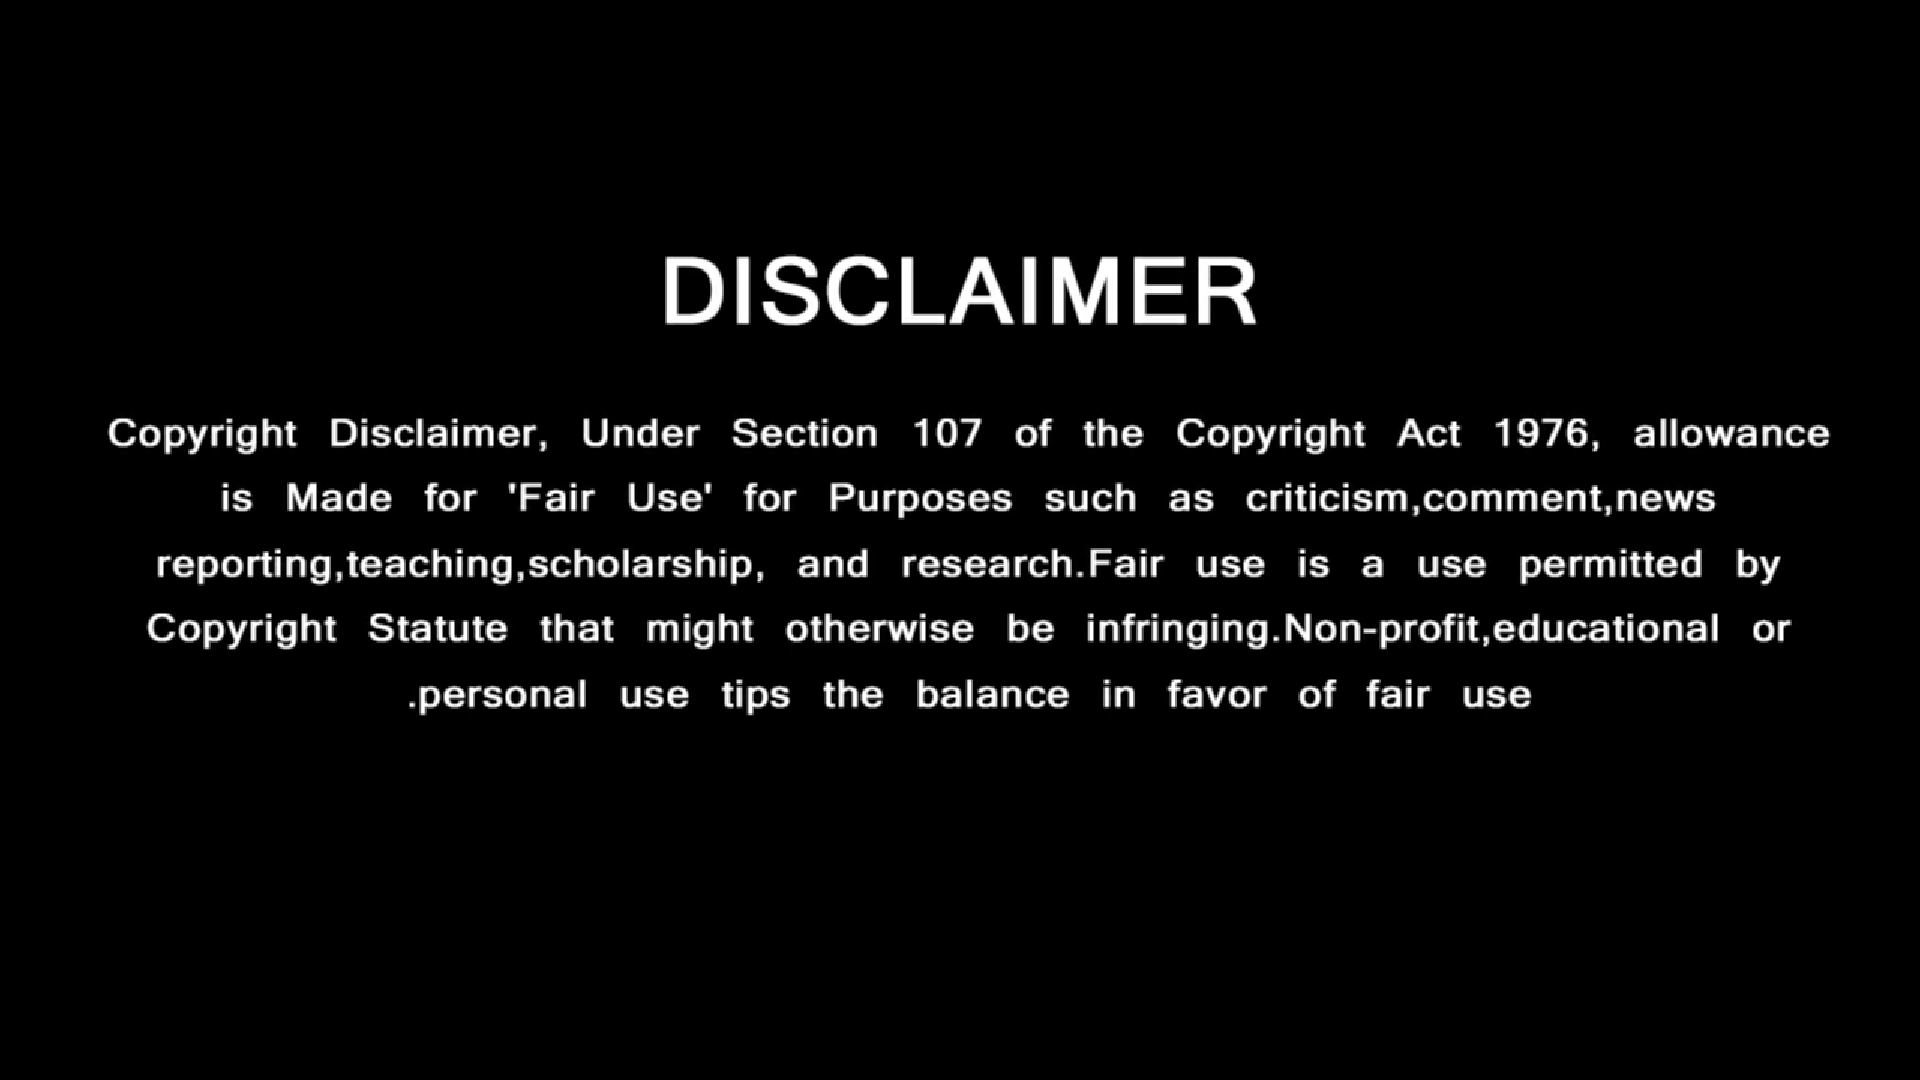 DISCLAIMER
Copyright Disclaimer, Under Section 107 of the Copyright Act 1976, allowance
is Made for 'Fair Use' for Purposes such as criticism,comment,news
reporting,teaching,scholarship, and research.Fair use is a use permitted by
Copyright Statute that might otherwise be infringing.Non-profit,educational or
.personal use tips the balance in favor of fair use